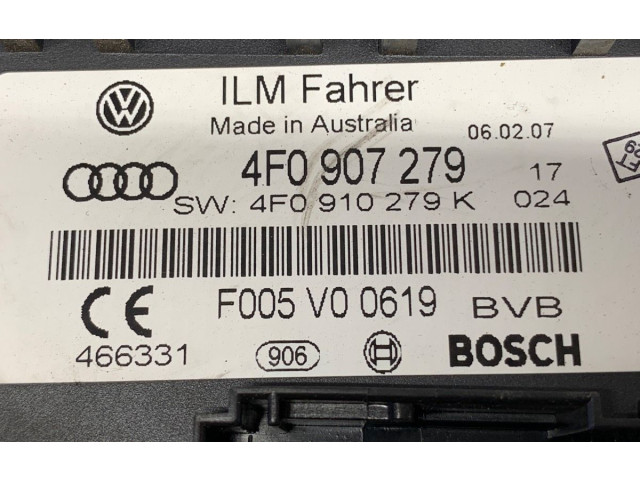 ILM Fahrer
Made in Australia 06.02.07
4F0 907 279 17
SW: 4F0 910 279 K 024
F005 V0 0619 BVB
466331 906 BOSCH